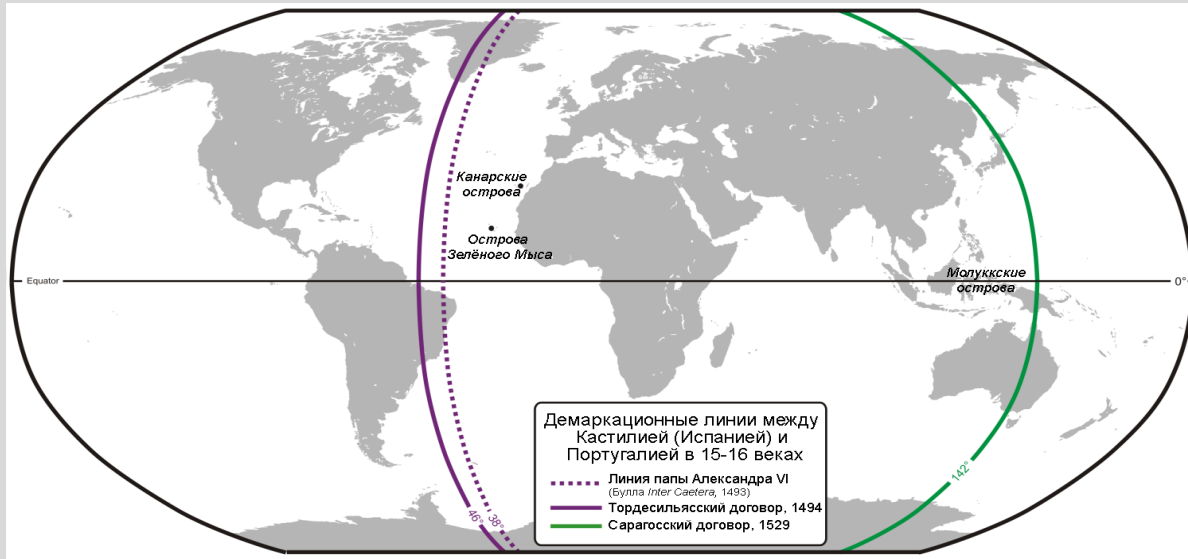 Канарские
острова
Острова
Зелёного Мыса
Equator
Молуккские
острова
0°
Демаркационные линии между
Кастилией (Испанией) и
Португалией в 15-16 веках
Линия папы Александра VI
(Булла Inter Caetera, 1493)
Тордесильясский договор, 1494
Сарагосский договор, 1529
46°
38°
142°